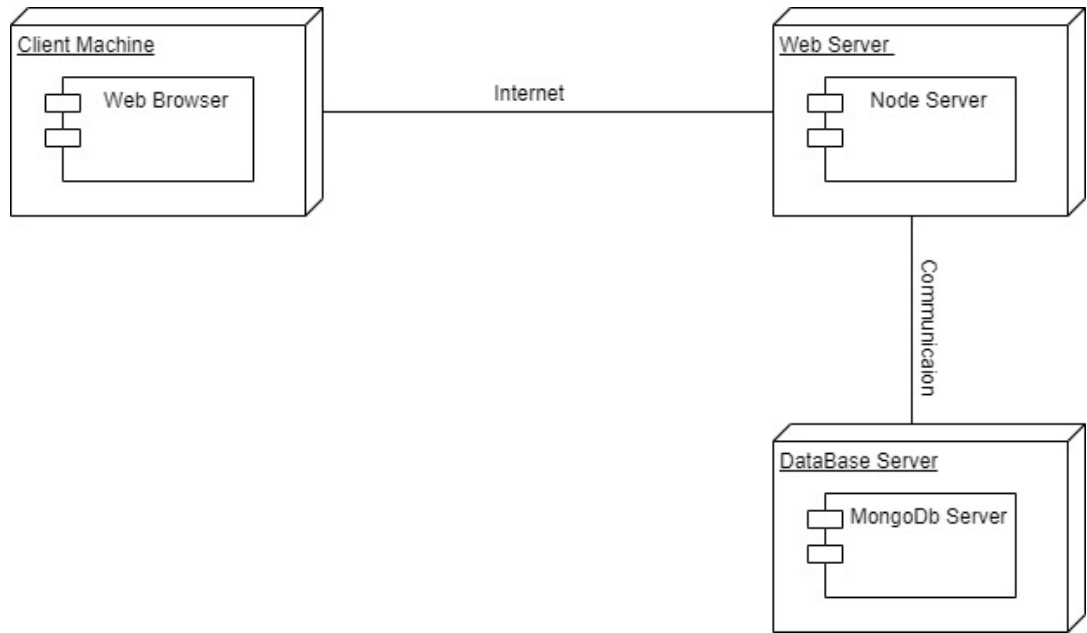 Client Machine
Web Browser
Internet
Web Server
Node Server
Communicaion
DataBase Server
MongoDb Server